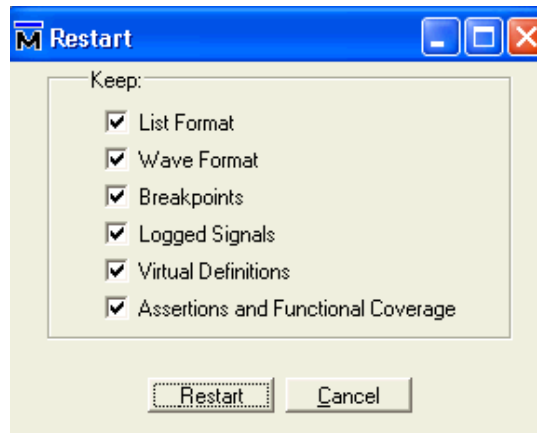 M Restart
Keep:
List Format
Wave Format
Breakpoints
Logged Signals
Virtual Definitions
Assertions and Functional Coverage
Restart Cancel